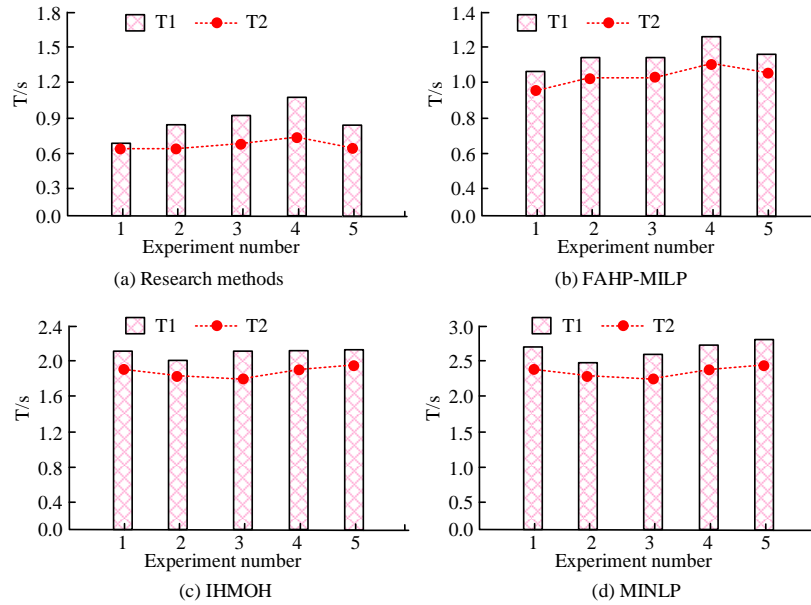 T1 T2
1.8
1.5
1.2
0.9
0.6
0.3
0.0
T/s
1 2 3 4 5
Experiment number
(a) Research methods
T1 T2
1.4
1.2
1.0
0.8
0.6
1.4
0.0
T/s
1 2 3 4 5
Experiment number
(b) FAHP-MILP
T1 T2
2.4
2.0
1.6
1.2
0.8
0.4
0.0
T/s
1 2 3 4 5
Experiment number
(c) IHMOH
T1 T2
3.0
2.5
2.0
1.5
1.0
0.5
0.0
T/s
1 2 3 4 5
Experiment number
(d) MINLP